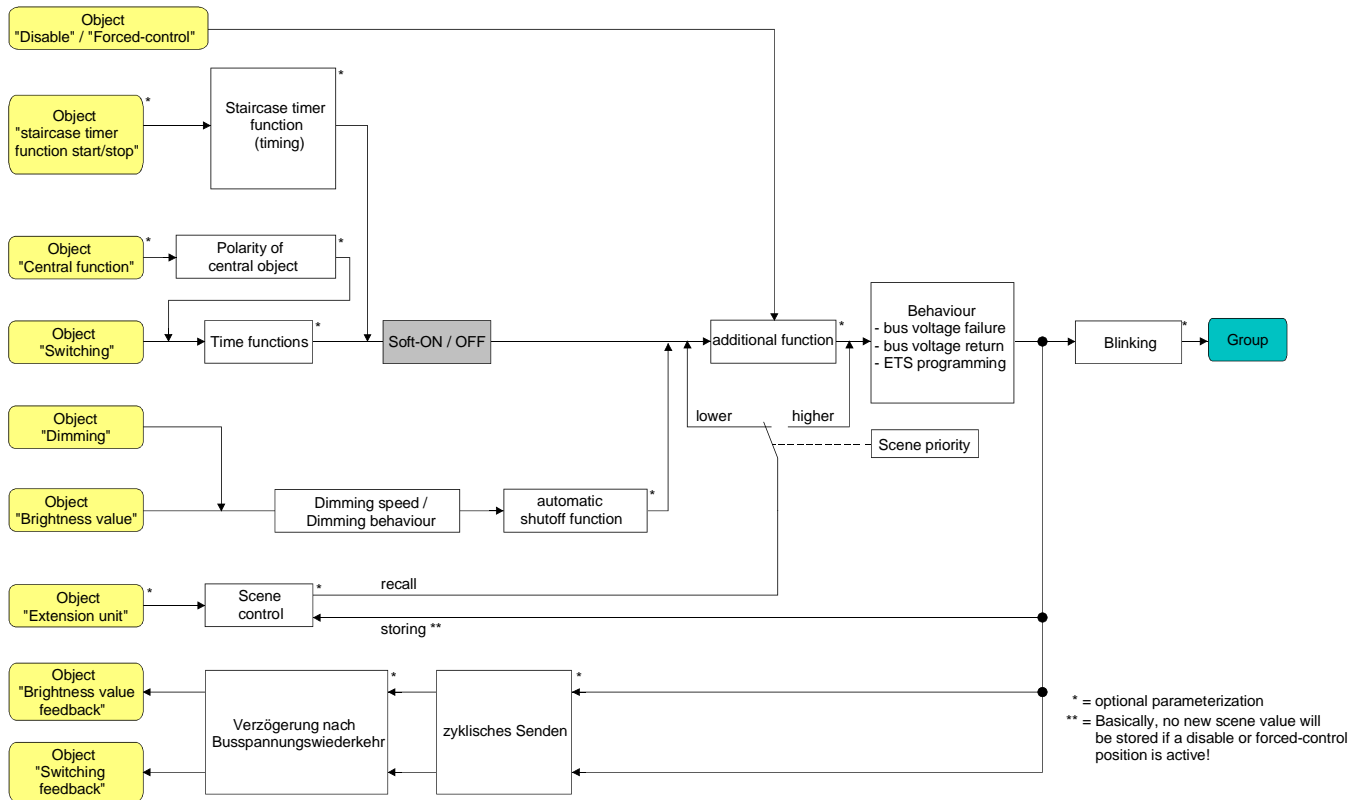 Object
"Disable" / "Forced-control"
*
Object
"staircase timer
function start/stop"
*
Staircase timer
function
(timing)
*
Object
"Central function"
*
Polarity of
central object
*
Object
"Switching"
Time functions
*
Soft-ON / OFF
additional function
*
Behaviour
- bus voltage failure
- bus voltage return
- ETS programming
Blinking
*
Group
lower
higher
Scene priority
Object
"Dimming"
Object
"Brightness value"
Dimming speed /
Dimming behaviour
automatic
shutoff function
*
Object
"Extension unit"
*
Scene
control
*
recall
storing **
Object
"Brightness value
feedback"
Object
"Switching
feedback"
Verzögerung nach
Busspannungswiederkehr
*
zyklisches Senden
*
* = optional parameterization
** = Basically, no new scene value will
be stored if a disable or forced-control
position is active!